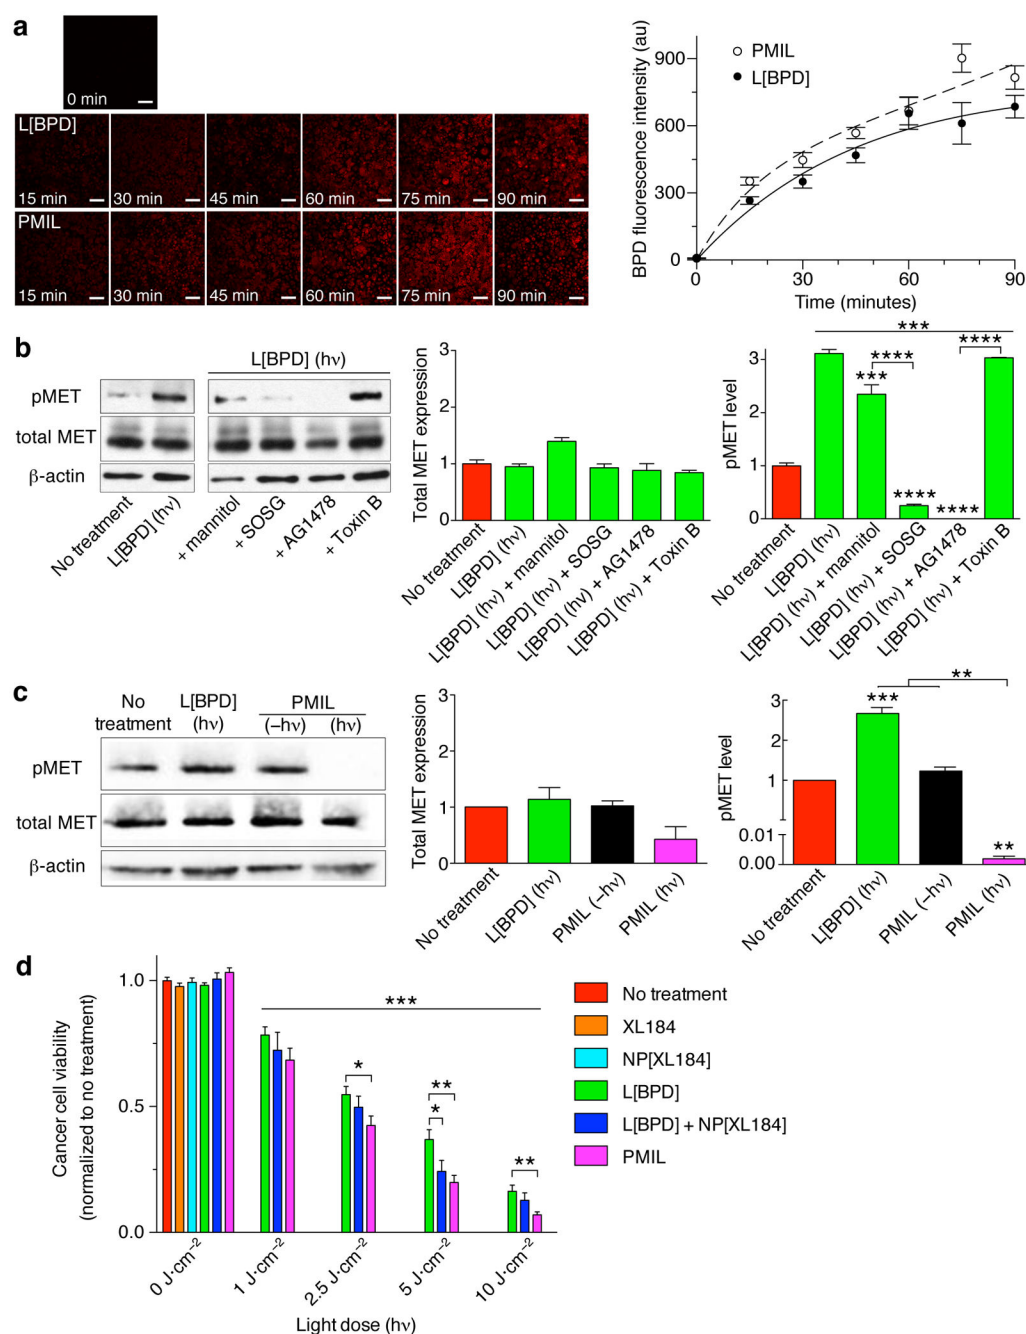 a
0 min
L[BPD]
15 min 30 min 45 min 60 min 75 min 90 min
PMIL
15 min 30 min 45 min 60 min 75 min 90 min
BPD fluorescence intensity (au)
900
600
300
0
PMIL
L[BPD]
0 30 60 90
Time (minutes)
b
L[BPD] (hν)
pMET
total MET
β-actin
No treatment
L[BPD] (hν)
+ mannitol
+ SOSG
+ AG1478
+ Toxin B
Total MET expression
3
2
1
0
No treatment
L[BPD] (hν)
L[BPD] (hν) + mannitol
L[BPD] (hν) + SOSG
L[BPD] (hν) + AG1478
L[BPD] (hν) + Toxin B
pMET level
3
2
1
0
***
****
****
***
****
****
No treatment
L[BPD] (hν)
L[BPD] (hν) + mannitol
L[BPD] (hν) + SOSG
L[BPD] (hν) + AG1478
L[BPD] (hν) + Toxin B
c
No treatment
L[BPD] (hν)
PMIL
(–hν) (hν)
pMET
total MET
β-actin
Total MET expression
3
2
1
0
No treatment
L[BPD] (hν)
PMIL (–hν)
PMIL (hν)
pMET level
3
2
1
0.01
0.00
**
***
**
No treatment
L[BPD] (hν)
PMIL (–hν)
PMIL (hν)
d
Cancer cell viability
(normalized to no treatment)
1.0
0.5
0.0
***
*
**
*
**
0 J·cm⁻²
1 J·cm⁻²
2.5 J·cm⁻²
5 J·cm⁻²
10 J·cm⁻²
Light dose (hν)
No treatment
XL184
NP[XL184]
L[BPD]
L[BPD] + NP[XL184]
PMIL